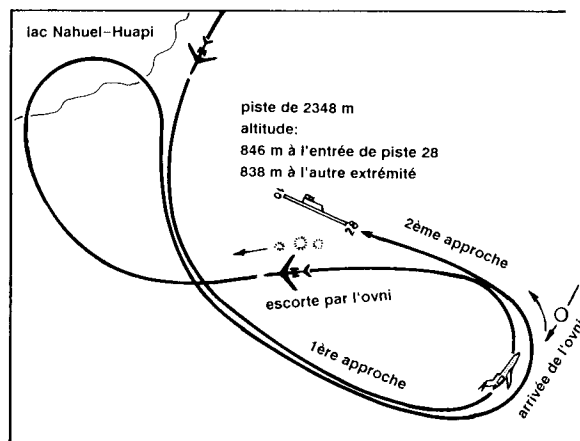 lac Nahuel-Huapi
piste de 2348 m
altitude:
846 m à l'entrée de piste 28
838 m à l'autre extrémité
10
28
2ème approche
escorte par l'ovni
1ère approche
arrivée de l'ovni